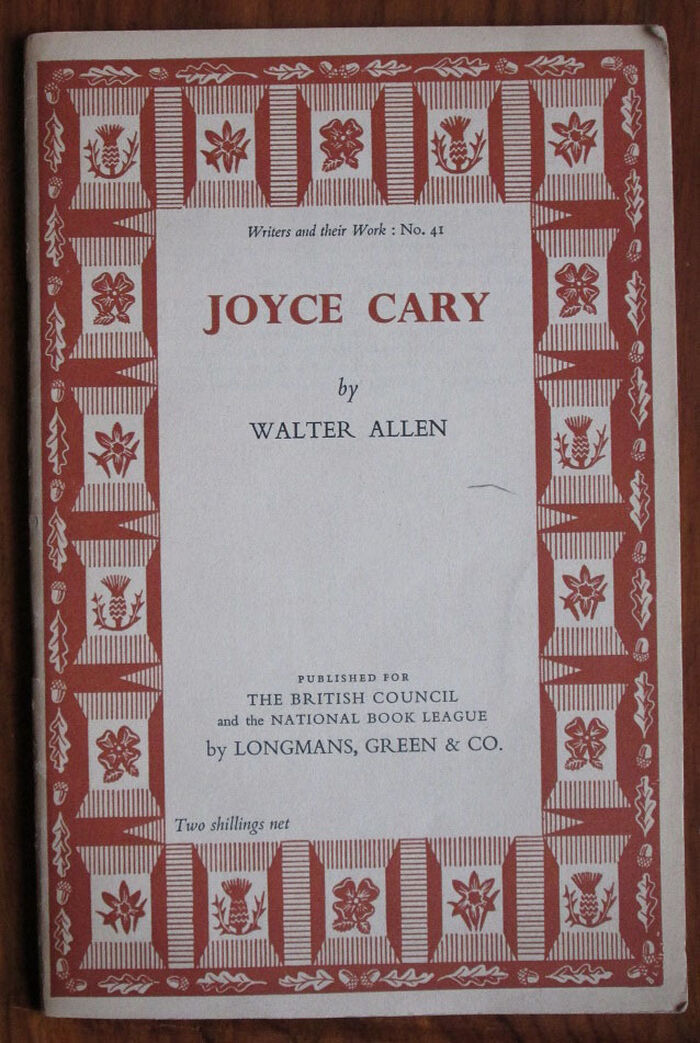 Writers and their Work : No. 41
JOYCE CARY
by
WALTER ALLEN
PUBLISHED FOR
THE BRITISH COUNCIL
and the NATIONAL BOOK LEAGUE
by LONGMANS, GREEN & CO.
Two shillings net